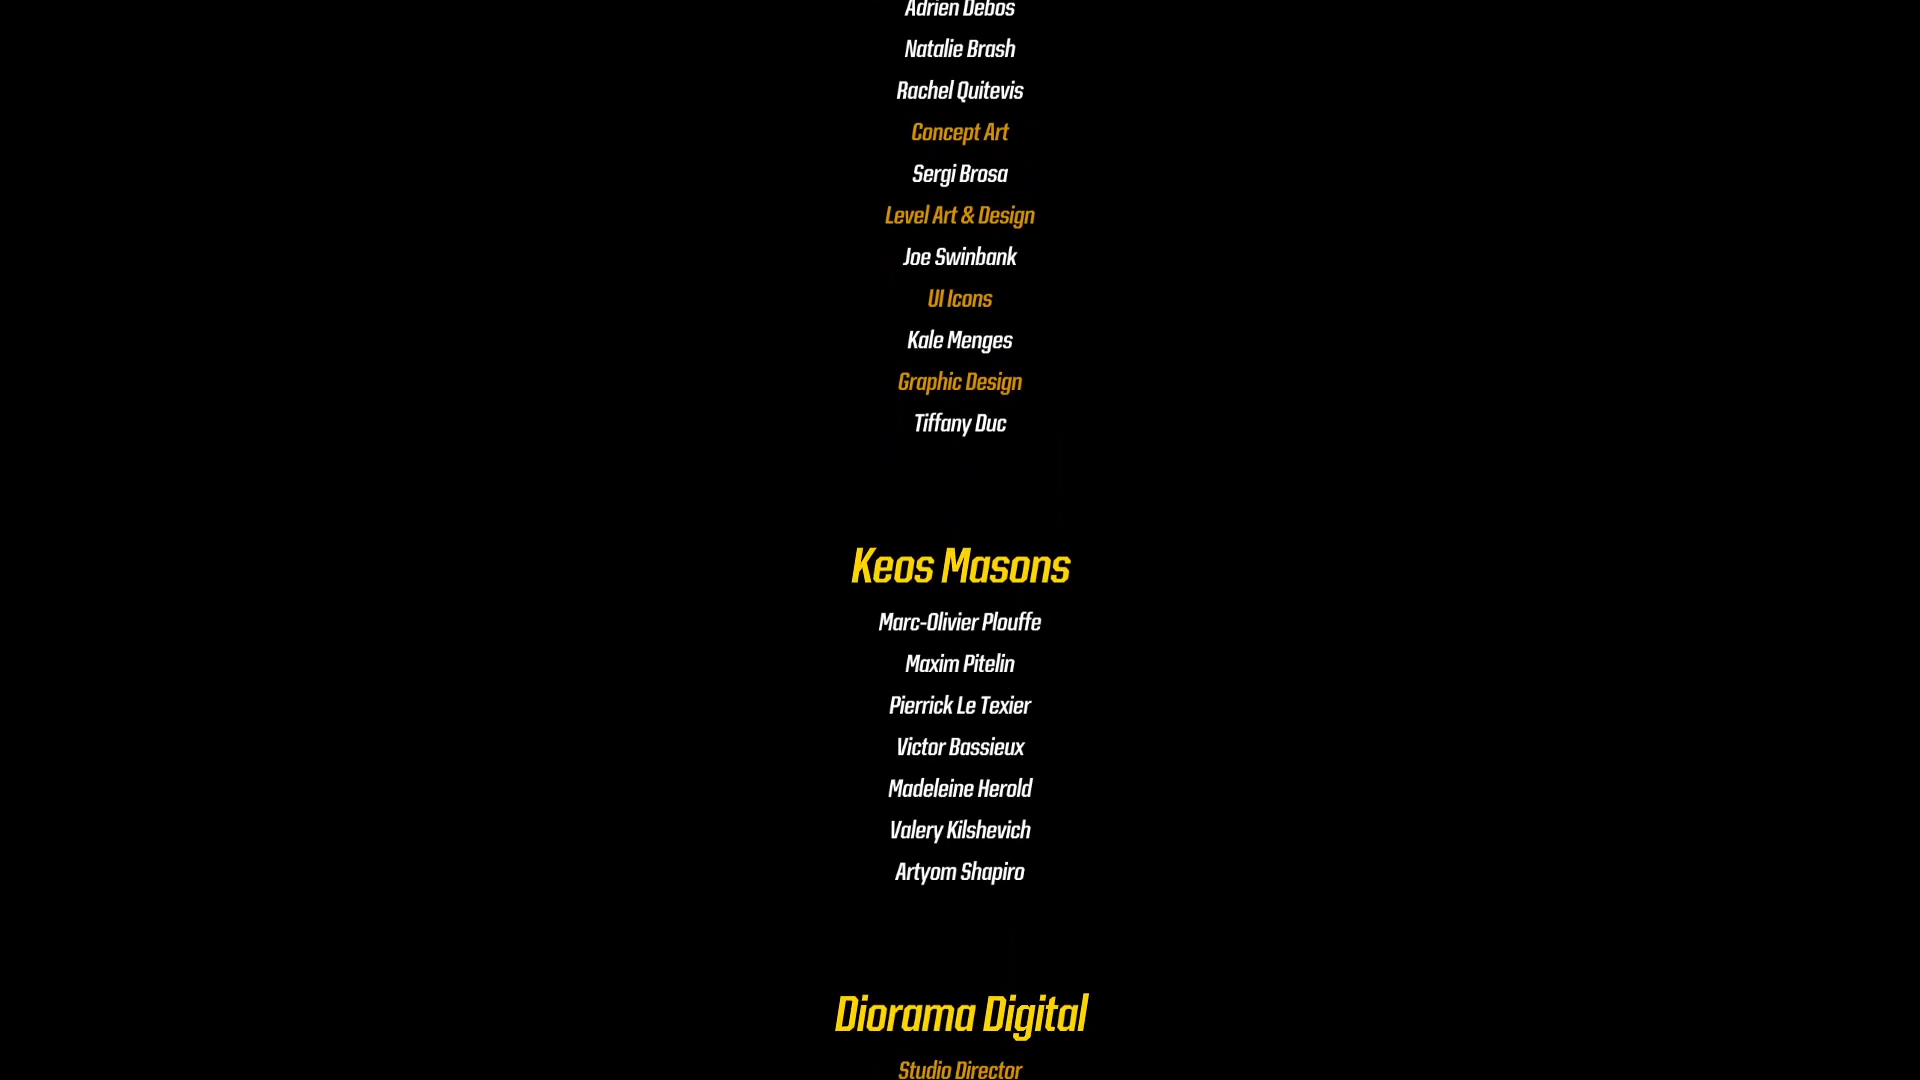 Adrien Debos
Natalie Brash
Rachel Quitevis
Concept Art
Sergi Brosa
Level Art & Design
Joe Swinbank
UI Icons
Kale Menges
Graphic Design
Tiffany Duc
Keos Masons
Marc-Olivier Plouffe
Maxim Pitelin
Pierrick Le Texier
Victor Bassieux
Madeleine Herold
Valery Kilshevich
Artyom Shapiro
Diorama Digital
Studio Director